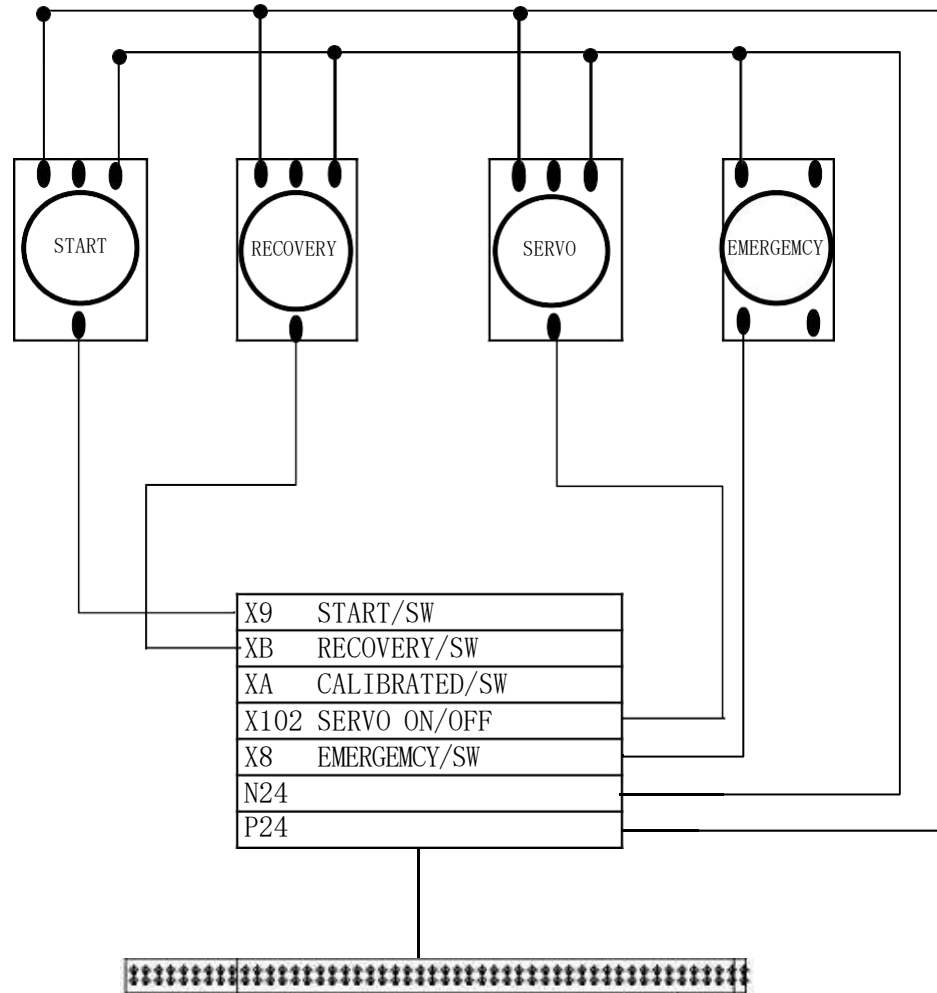 START
RECOVERY
SERVO
EMERGEMCY
X9 START/SW
XB RECOVERY/SW
XA CALIBRATED/SW
X102 SERVO ON/OFF
X8 EMERGEMCY/SW
N24
P24